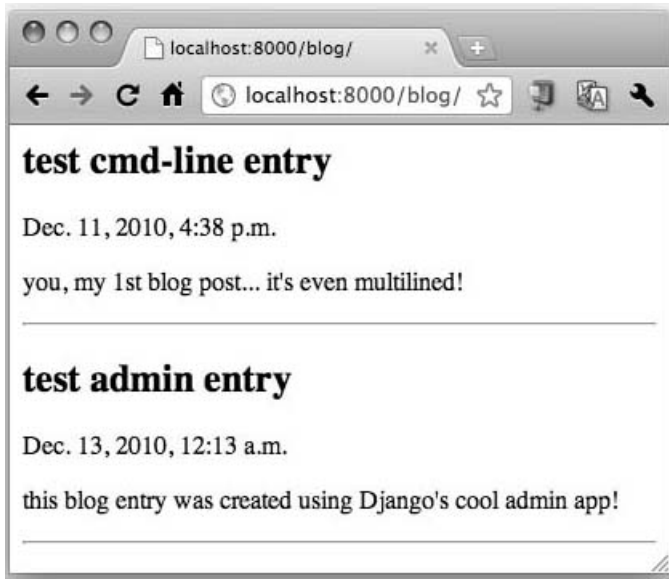 localhost:8000/blog/
localhost:8000/blog/
test cmd-line entry
Dec. 11, 2010, 4:38 p.m.
you, my 1st blog post... it's even multilined!
test admin entry
Dec. 13, 2010, 12:13 a.m.
this blog entry was created using Django's cool admin app!